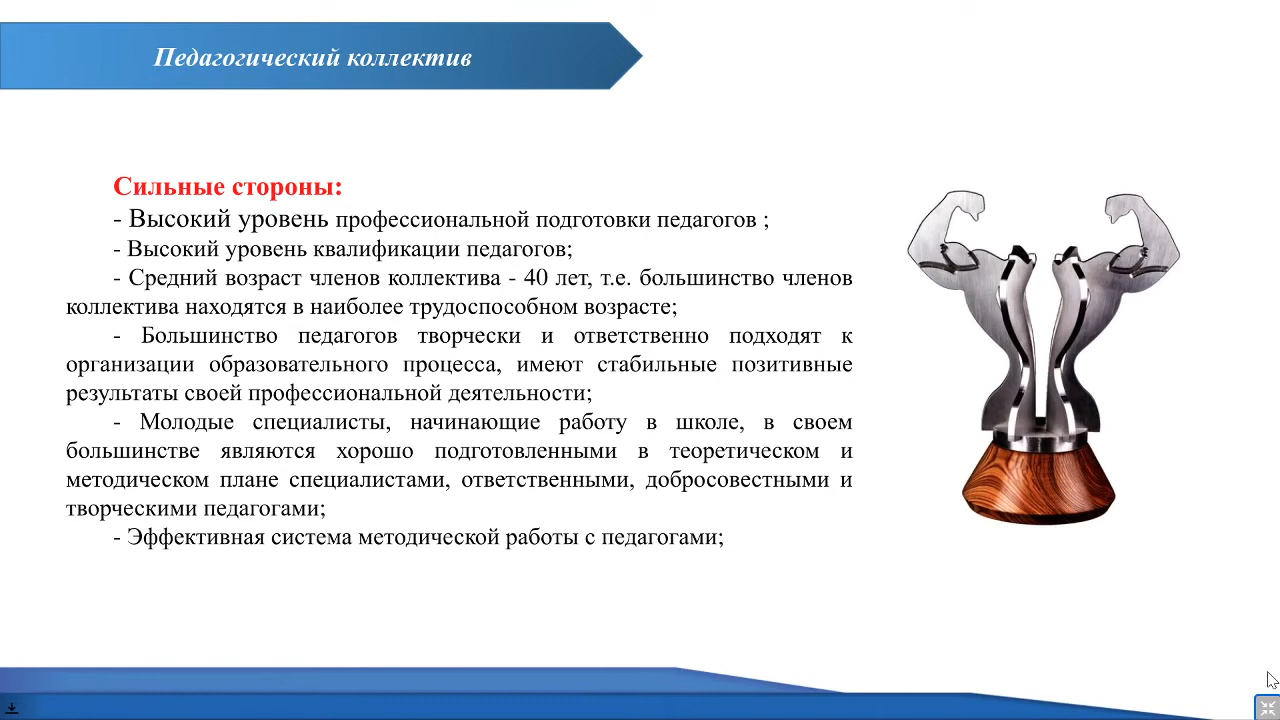 Педагогический коллектив
Сильные стороны:
- Высокий уровень профессиональной подготовки педагогов ;
- Высокий уровень квалификации педагогов;
- Средний возраст членов коллектива - 40 лет, т.е. большинство членов
коллектива находятся в наиболее трудоспособном возрасте;
- Большинство педагогов творчески и ответственно подходят к
организации образовательного процесса, имеют стабильные позитивные
результаты своей профессиональной деятельности;
- Молодые специалисты, начинающие работу в школе, в своем
большинстве являются хорошо подготовленными в теоретическом и
методическом плане специалистами, ответственными, добросовестными и
творческими педагогами;
- Эффективная система методической работы с педагогами;